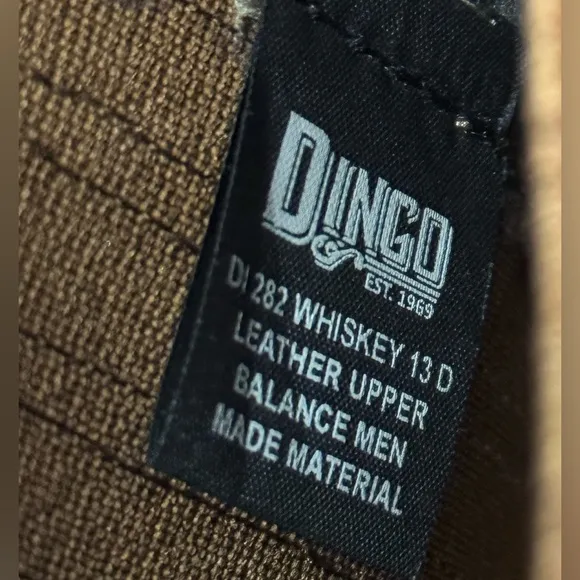 DINGO
EST. 1969
DI 282 WHISKEY 13 D
LEATHER UPPER
BALANCE MEN
MADE MATERIAL